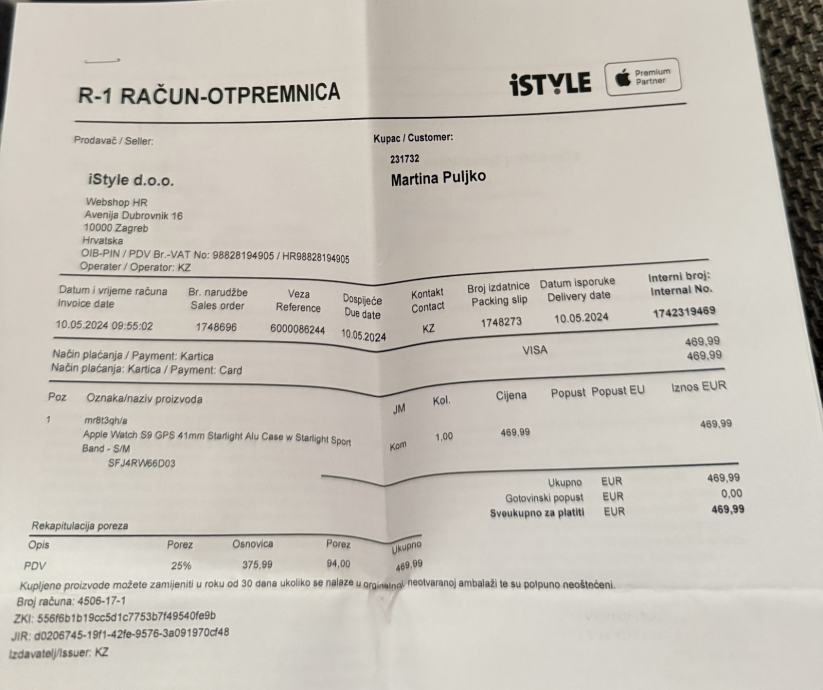 R-1 RAČUN-OTPREMNICA
iSTYLE
Premium
Partner
Prodavač / Seller:
iStyle d.o.o.
Webshop HR
Avenija Dubrovnik 16
10000 Zagreb
Hrvatska
OIB-PIN / PDV Br.-VAT No: 98828194905 / HR98828194905
Operater / Operator: KZ
Kupac / Customer:
231732
Martina Puljko
Datum i vrijeme računa Br. narudžbe Veza Dospijeće Kontakt Broj izdatnice Datum isporuke Interni broj:
Invoice date Sales order Reference Due date Contact Packing slip Delivery date Internal No.
10.05.2024 09:55:02 1748696 6000086244 10.05.2024 KZ 1748273 10.05.2024 1742319469
Način plaćanja / Payment: Kartica VISA 469,99
Način plaćanja: Kartica / Payment: Card 469,99
Poz Oznaka/naziv proizvoda JM Kol. Cijena Popust Popust EU Iznos EUR
1 mr8t3qh/a
Apple Watch S9 GPS 41mm Starlight Alu Case w Starlight Sport Kom 1,00 469,99 469,99
Band - S/M
SFJ4RW66D03
Ukupno EUR 469,99
Gotovinski popust EUR 0,00
Sveukupno za platiti EUR 469,99
Rekapitulacija poreza
Opis Porez Osnovica Porez Ukupno
PDV 25% 375,99 94,00 469,99
Kupljene proizvode možete zamijeniti u roku od 30 dana ukoliko se nalaze u orginalnoj, neotvaranoj ambalaži te su potpuno neoštećeni.
Broj računa: 4506-17-1
ZKI: 556f6b1b19cc5d1c7753b7f49540fe9b
JIR: d0206745-19f1-42fe-9576-3a091970cf48
Izdavatelj/Issuer: KZ